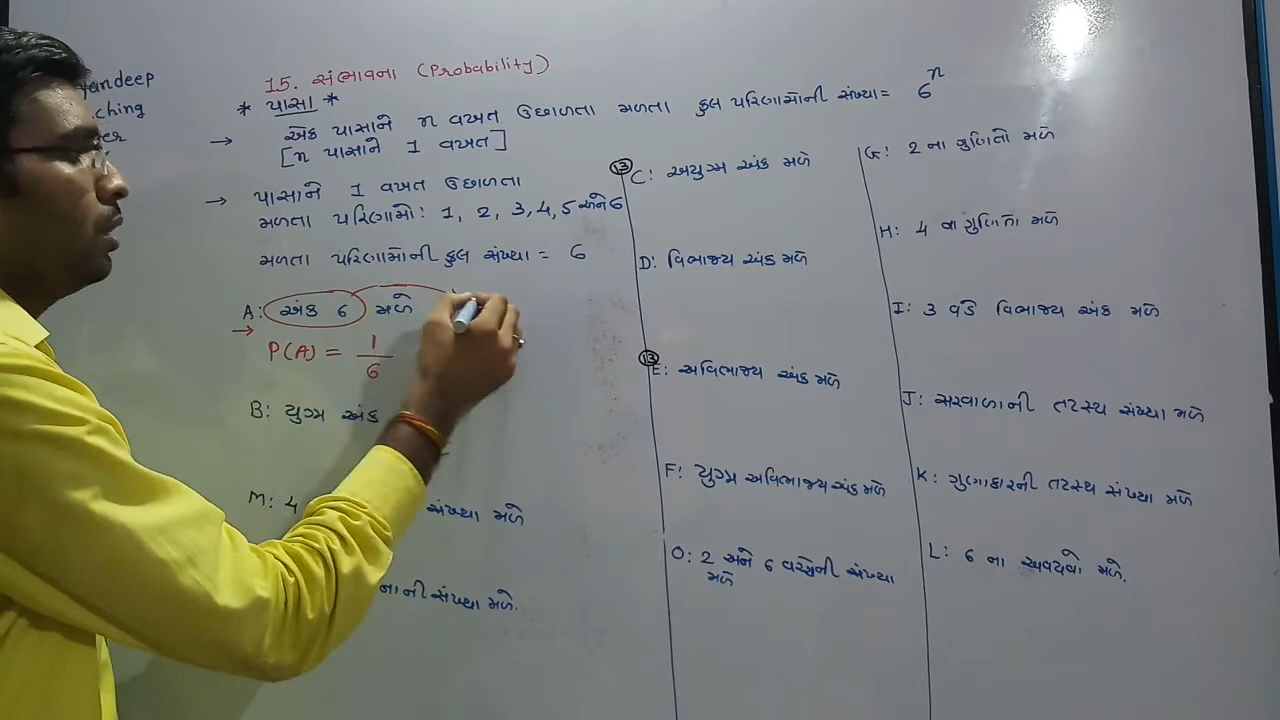 15. સંભાવના (Probability)
* પાસા *
→ એક પાસાને n વખત ઉછાળતા મળતા કુલ પરિણામોની સંખ્યા = 6ⁿ
[n પાસાને 1 વખત]
→ પાસાને 1 વખત ઉછાળતા
મળતા પરિણામો: 1, 2, 3, 4, 5 અને 6
મળતા પરિણામોની કુલ સંખ્યા = 6
A: અંક 6 મળે
→ P(A) = 1/6
B: યુગ્મ અંક
M: 4 સંખ્યા મળે
નાની સંખ્યા મળે.
13 C: અયુગ્મ અંક મળે
D: વિભાજ્ય અંક મળે
13 E: અવિભાજ્ય અંક મળે
F: યુગ્મ અવિભાજ્ય અંક મળે
O: 2 અને 6 વચ્ચેની સંખ્યા
મળે
G: 2 ના ગુણિતો મળે
H: 4 ના ગુણિતો મળે
I: 3 વડે વિભાજ્ય અંક મળે
J: સરવાળાની તટસ્થ સંખ્યા મળે
K: ગુણાકારની તટસ્થ સંખ્યા મળે
L: 6 ના અવયવો મળે.